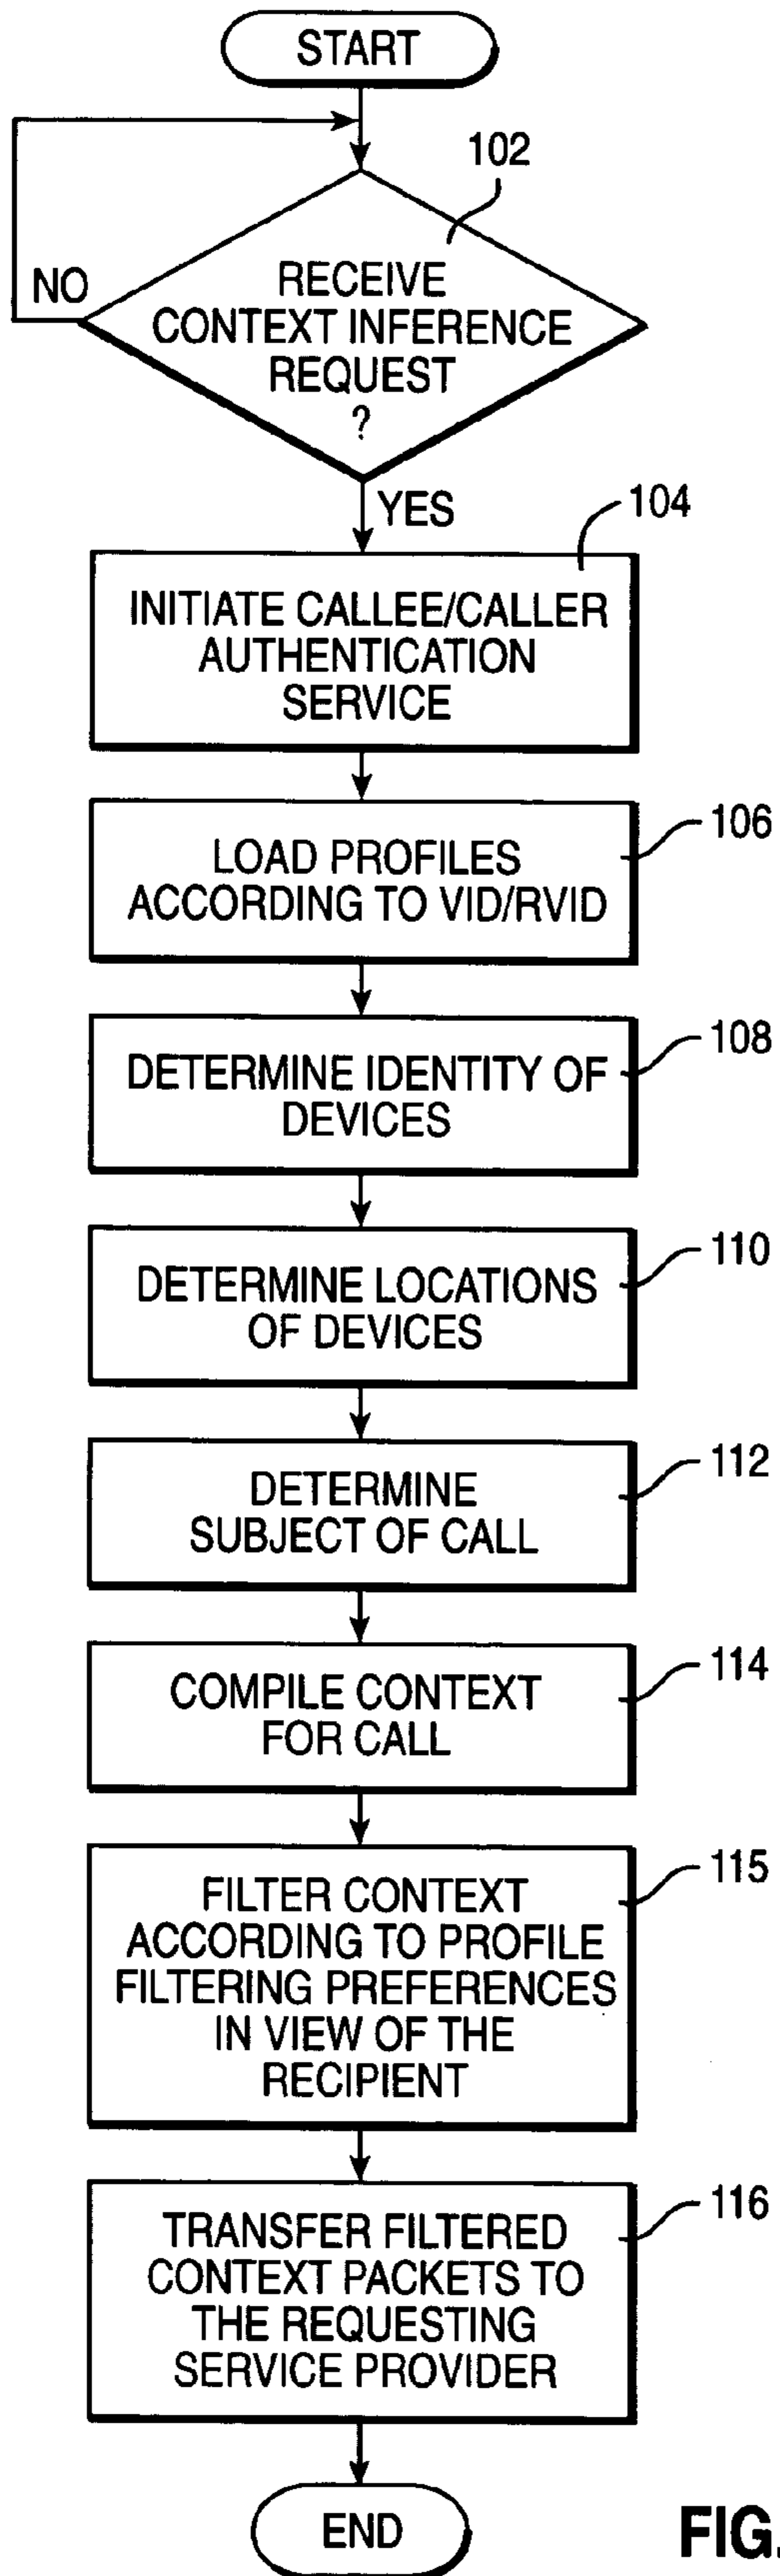 START
102
RECEIVE
CONTEXT INFERENCE
REQUEST
?
NO
YES
104
INITIATE CALLEE/CALLER
AUTHENTICATION
SERVICE
106
LOAD PROFILES
ACCORDING TO VID/RVID
108
DETERMINE IDENTITY OF
DEVICES
110
DETERMINE LOCATIONS
OF DEVICES
112
DETERMINE
SUBJECT OF CALL
114
COMPILE CONTEXT
FOR CALL
115
FILTER CONTEXT
ACCORDING TO PROFILE
FILTERING PREFERENCES
IN VIEW OF THE
RECIPIENT
116
TRANSFER FILTERED
CONTEXT PACKETS TO
THE REQUESTING
SERVICE PROVIDER
END
FIG.